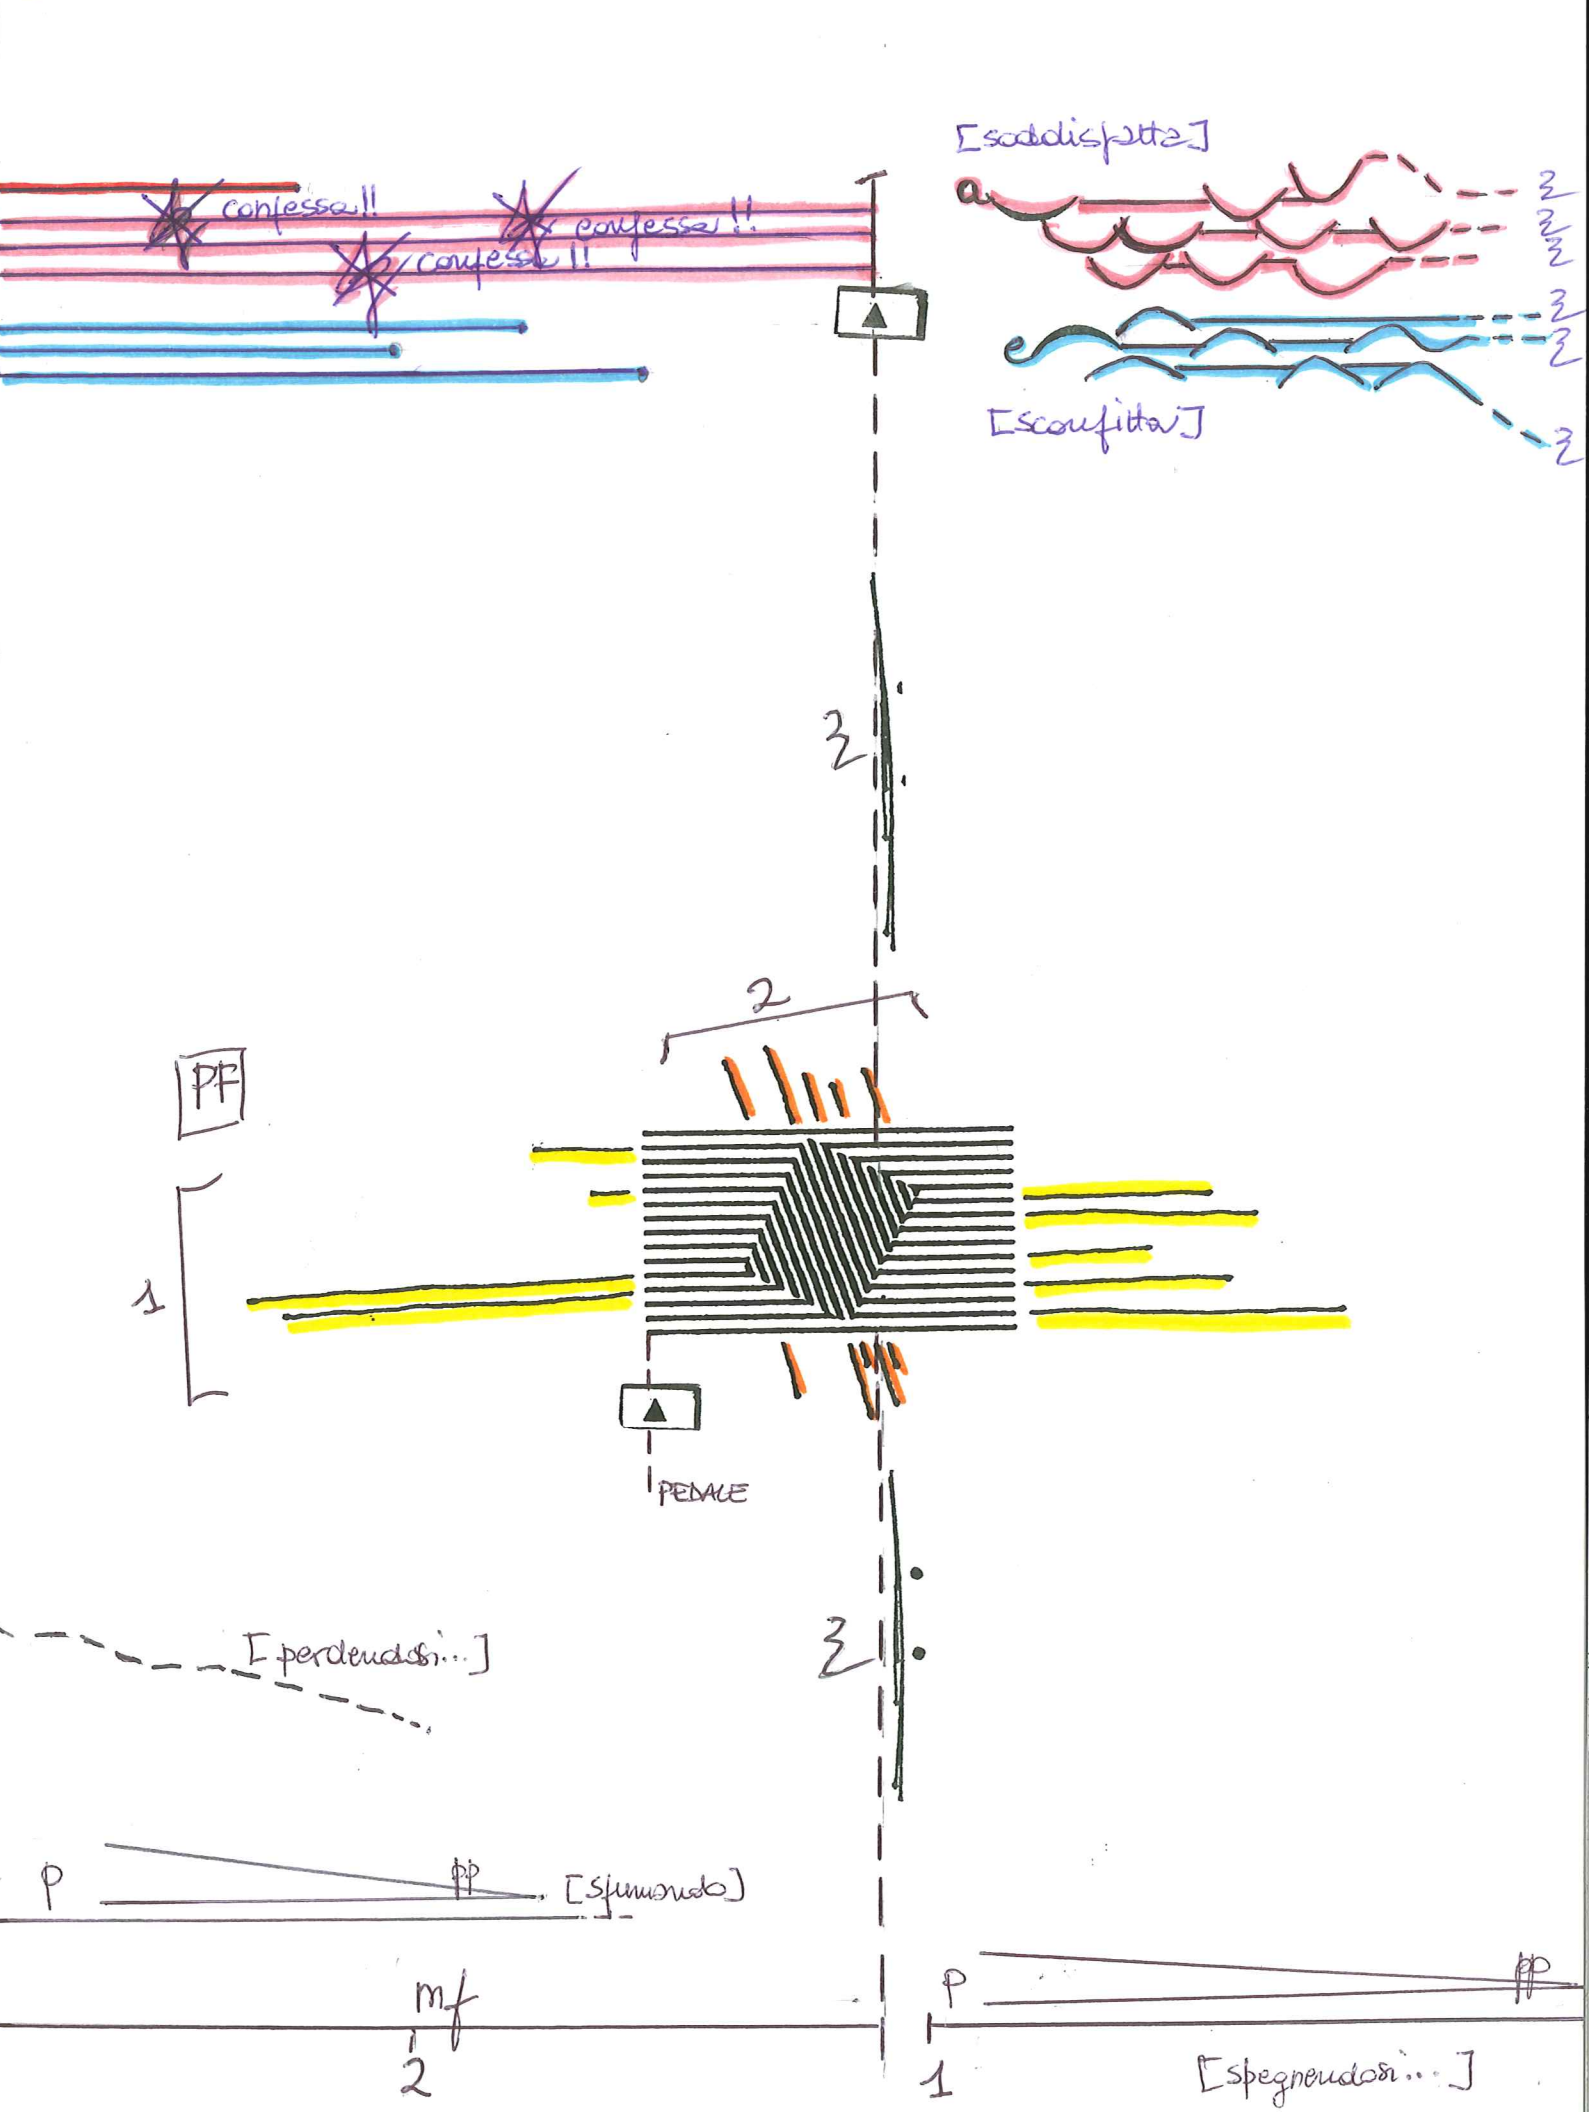 [soddisfatta]
a
confessa!!
confessa!!
confessa!!
e
[sconfitta]
2
PF
1
PEDALE
[perdendosi...]
p
pp
[sfumando]
mf
p
pp
2
1
[spegnendosi...]